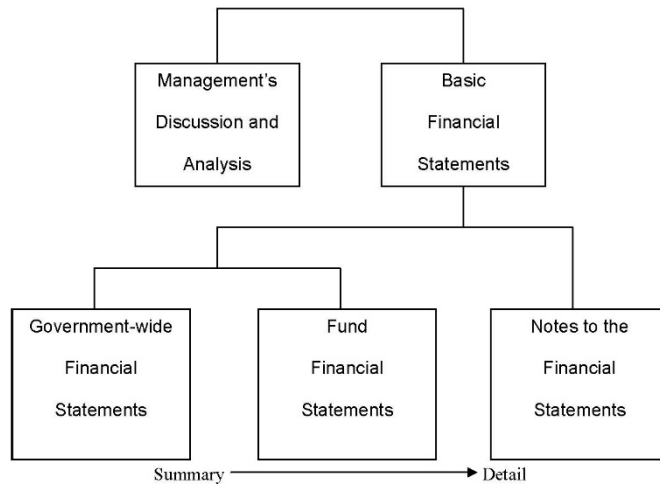 Management's
Discussion and
Analysis
Basic
Financial
Statements
Government-wide
Financial
Statements
Fund
Financial
Statements
Notes to the
Financial
Statements
Summary
Detail